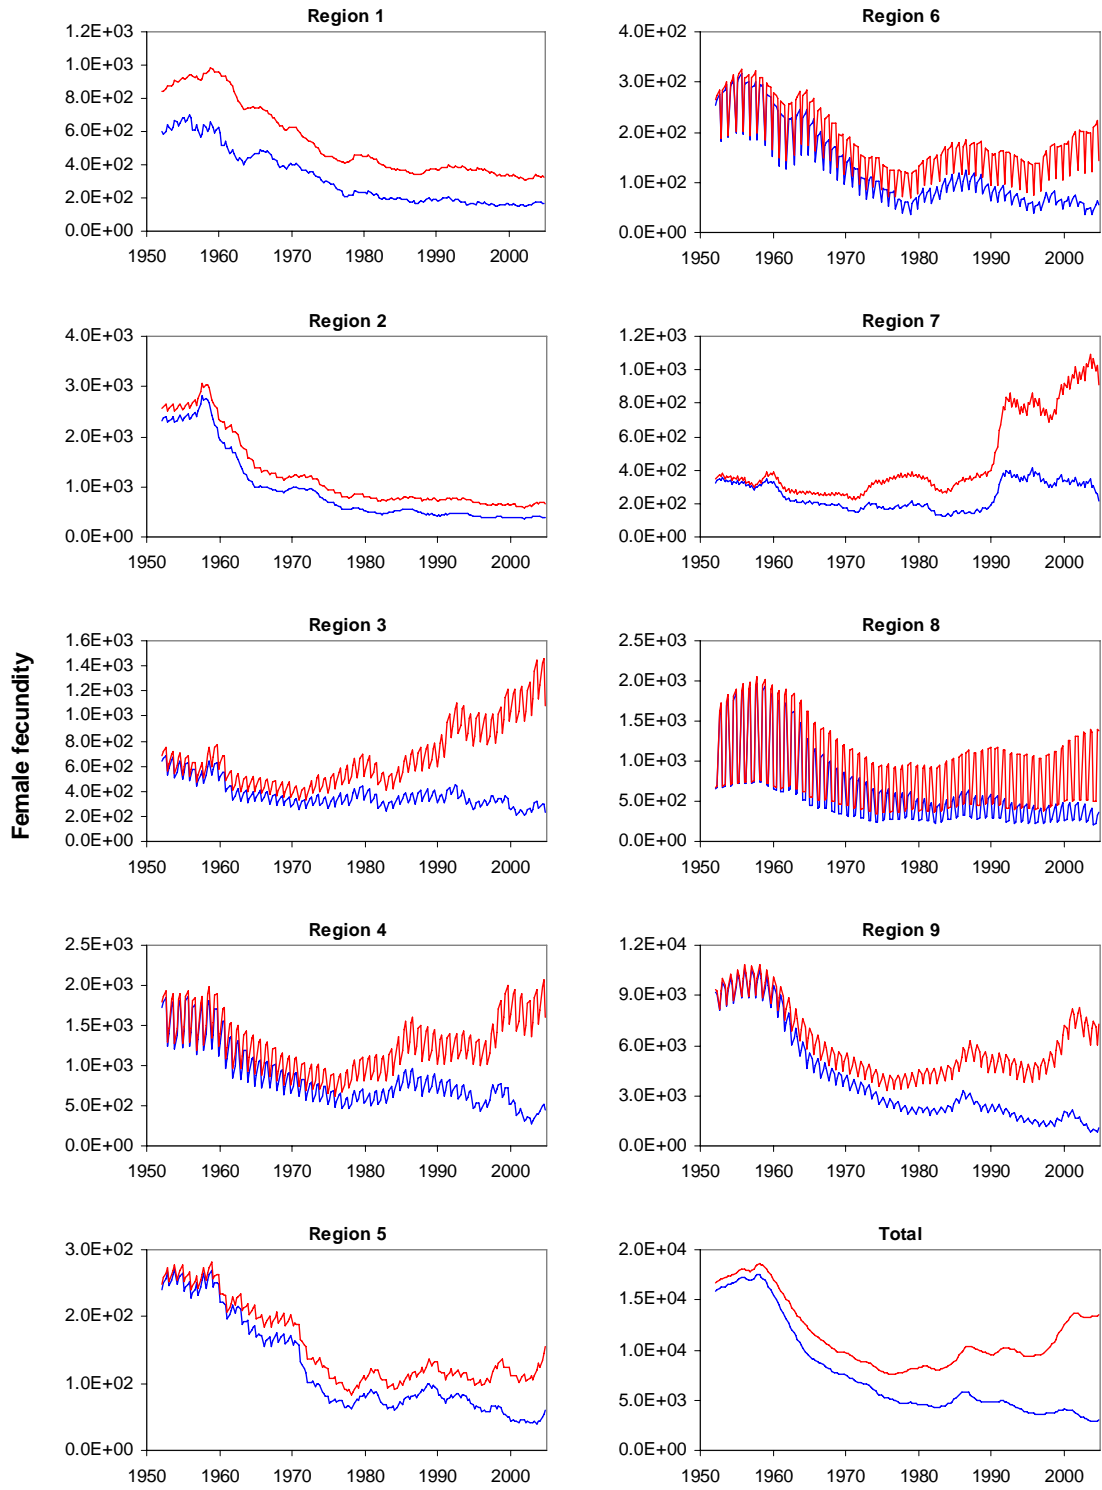 Female fecundity
Region 1
1.2E+03
1.0E+03
8.0E+02
6.0E+02
4.0E+02
2.0E+02
0.0E+00
1950 1960 1970 1980 1990 2000
Region 2
4.0E+03
3.0E+03
2.0E+03
1.0E+03
0.0E+00
1950 1960 1970 1980 1990 2000
Region 3
1.6E+03
1.4E+03
1.2E+03
1.0E+03
8.0E+02
6.0E+02
4.0E+02
2.0E+02
0.0E+00
1950 1960 1970 1980 1990 2000
Region 4
2.5E+03
2.0E+03
1.5E+03
1.0E+03
5.0E+02
0.0E+00
1950 1960 1970 1980 1990 2000
Region 5
3.0E+02
2.0E+02
1.0E+02
0.0E+00
1950 1960 1970 1980 1990 2000
Region 6
4.0E+02
3.0E+02
2.0E+02
1.0E+02
0.0E+00
1950 1960 1970 1980 1990 2000
Region 7
1.2E+03
1.0E+03
8.0E+02
6.0E+02
4.0E+02
2.0E+02
0.0E+00
1950 1960 1970 1980 1990 2000
Region 8
2.5E+03
2.0E+03
1.5E+03
1.0E+03
5.0E+02
0.0E+00
1950 1960 1970 1980 1990 2000
Region 9
1.2E+04
9.0E+03
6.0E+03
3.0E+03
0.0E+00
1950 1960 1970 1980 1990 2000
Total
2.0E+04
1.5E+04
1.0E+04
5.0E+03
0.0E+00
1950 1960 1970 1980 1990 2000